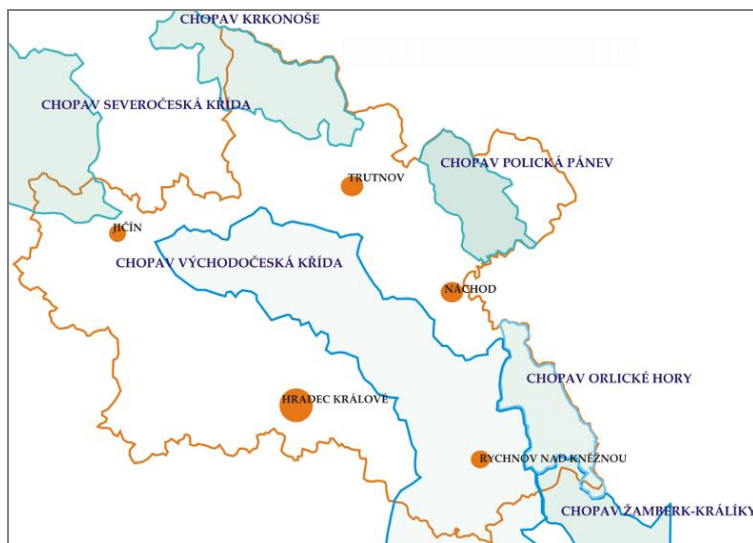 CHOPAV KRKONOŠE
CHOPAV SEVEROČESKÁ KŘÍDA
CHOPAV POLICKÁ PÁNEV
TRUTNOV
JIČÍN
CHOPAV VÝCHODOČESKÁ KŘÍDA
NÁCHOD
CHOPAV ORLICKÉ HORY
HRADEC KRÁLOVÉ
RYCHNOV NAD KNĚŽNOU
CHOPAV ŽAMBERK-KRÁLÍKY